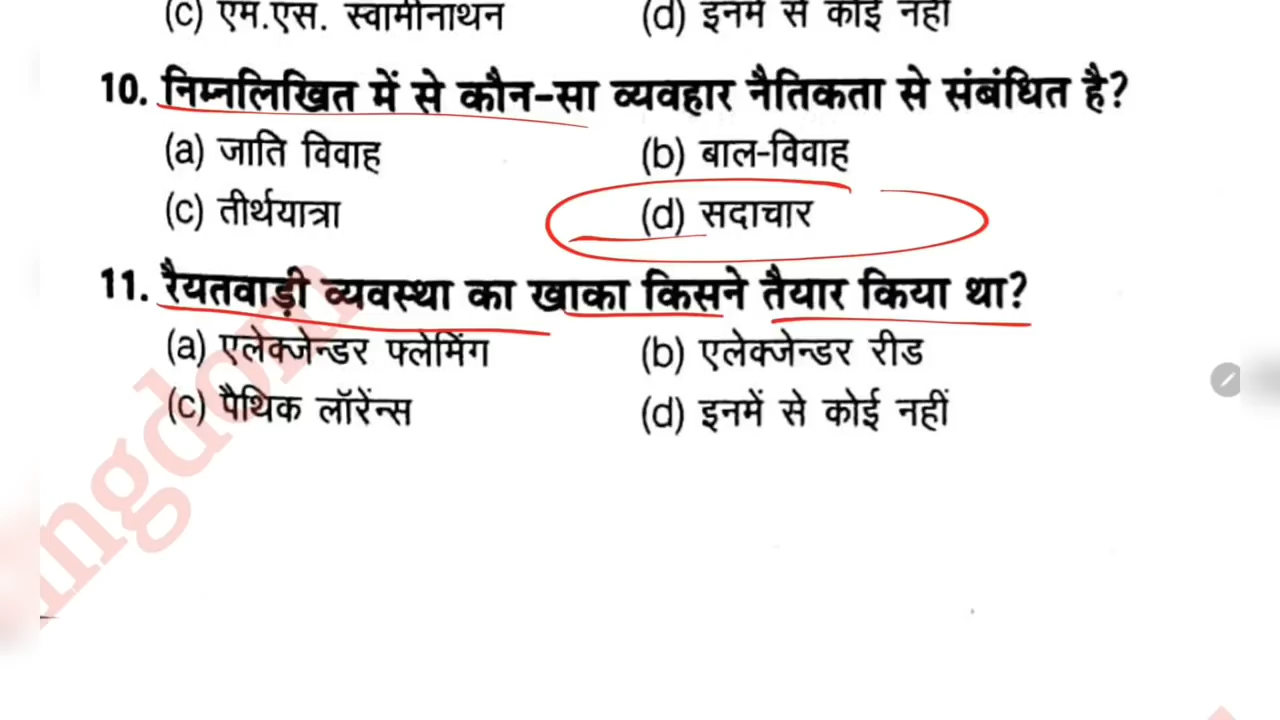 (c) एम.एस. स्वामीनाथन (d) इनमें से कोई नहीं
10. निम्नलिखित में से कौन-सा व्यवहार नैतिकता से संबंधित है?
(a) जाति विवाह (b) बाल-विवाह
(c) तीर्थयात्रा (d) सदाचार
11. रैयतवाड़ी व्यवस्था का खाका किसने तैयार किया था?
(a) एलेक्जेन्डर फ्लेमिंग (b) एलेक्जेन्डर रीड
(c) पैथिक लॉरेंन्स (d) इनमें से कोई नहीं
ingdom